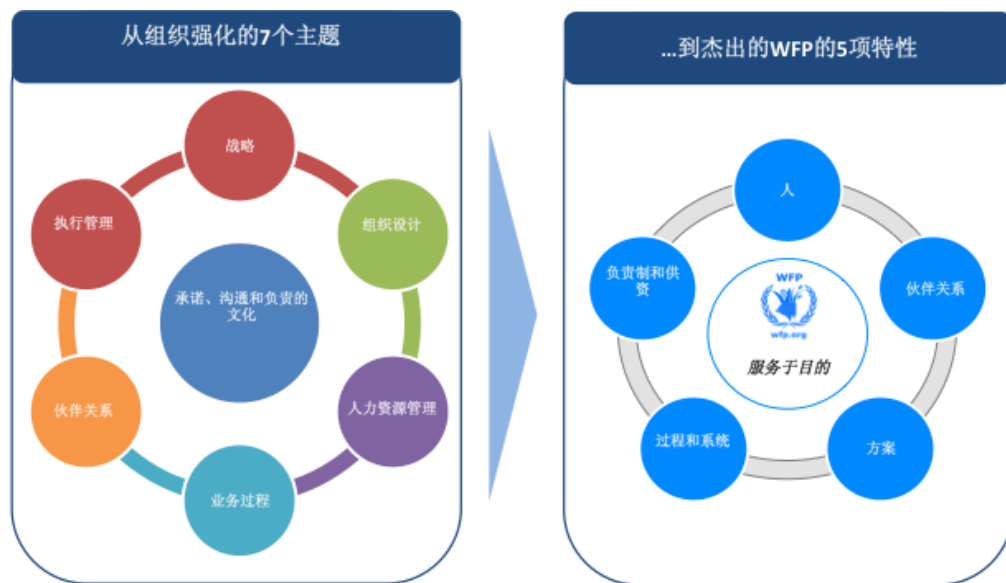 从组织强化的7个主题
战略
执行管理
组织设计
承诺、沟通和负责的
文化
伙伴关系
人力资源管理
业务过程
...到杰出的WFP的5项特性
人
负责制和供
资
伙伴关系
WFP
wfp.org
服务于目的
过程和系统
方案